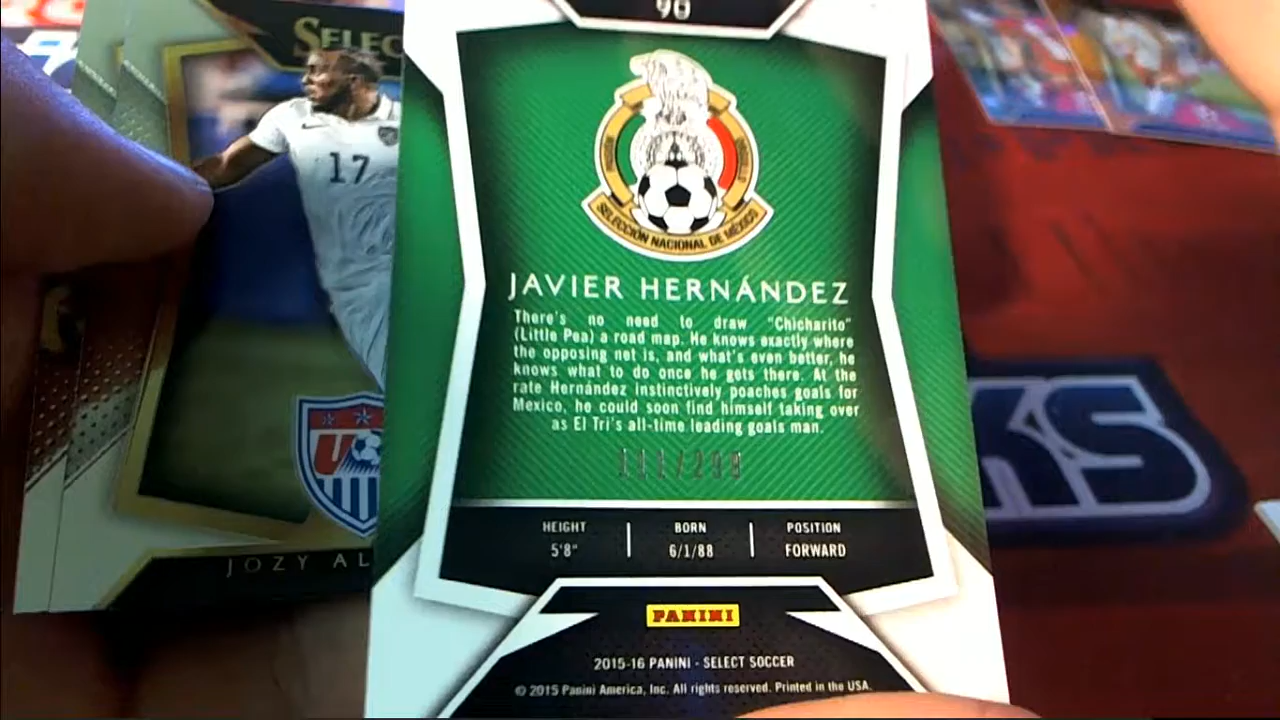 90
SELEC
17
U
SELECCIÓN NACIONAL DE MÉXICO
JAVIER HERNÁNDEZ
There's no need to draw "Chicharito"
(Little Pea) a road map. He knows exactly where
the opposing net is, and what's even better, he
knows what to do once he gets there. At the
rate Hernández instinctively poaches goals for
Mexico, he could soon find himself taking over
as El Tri's all-time leading goals man.
111/299
HEIGHT BORN POSITION
5'8" 6/1/88 FORWARD
JOZY AL
PANINI
2015-16 PANINI - SELECT SOCCER
© 2015 Panini America, Inc. All rights reserved. Printed in the USA.
KS